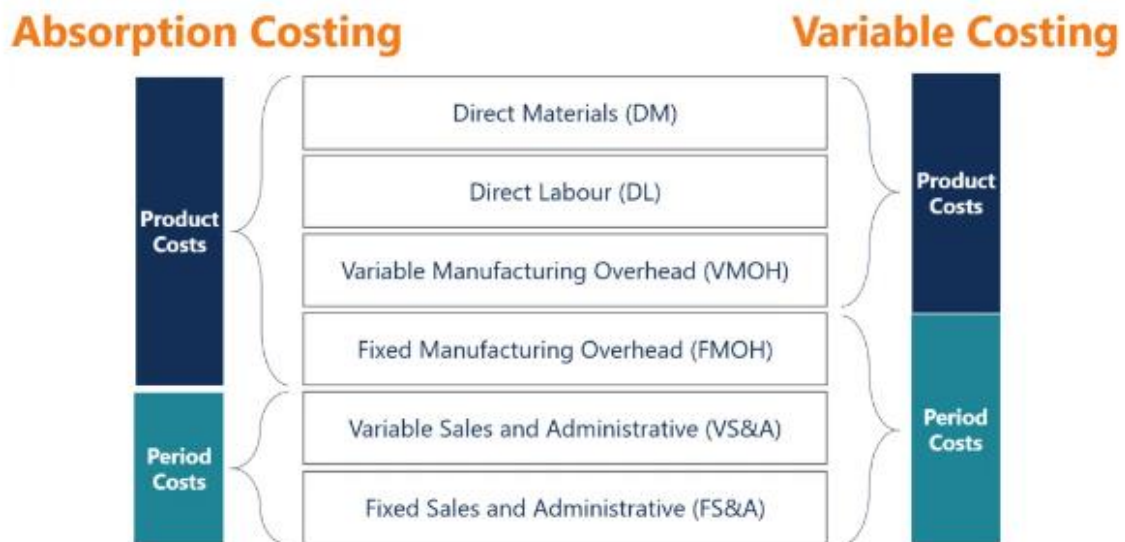 Absorption Costing
Variable Costing
Product
Costs
Period
Costs
Direct Materials (DM)
Direct Labour (DL)
Variable Manufacturing Overhead (VMOH)
Fixed Manufacturing Overhead (FMOH)
Variable Sales and Administrative (VS&A)
Fixed Sales and Administrative (FS&A)
Product
Costs
Period
Costs